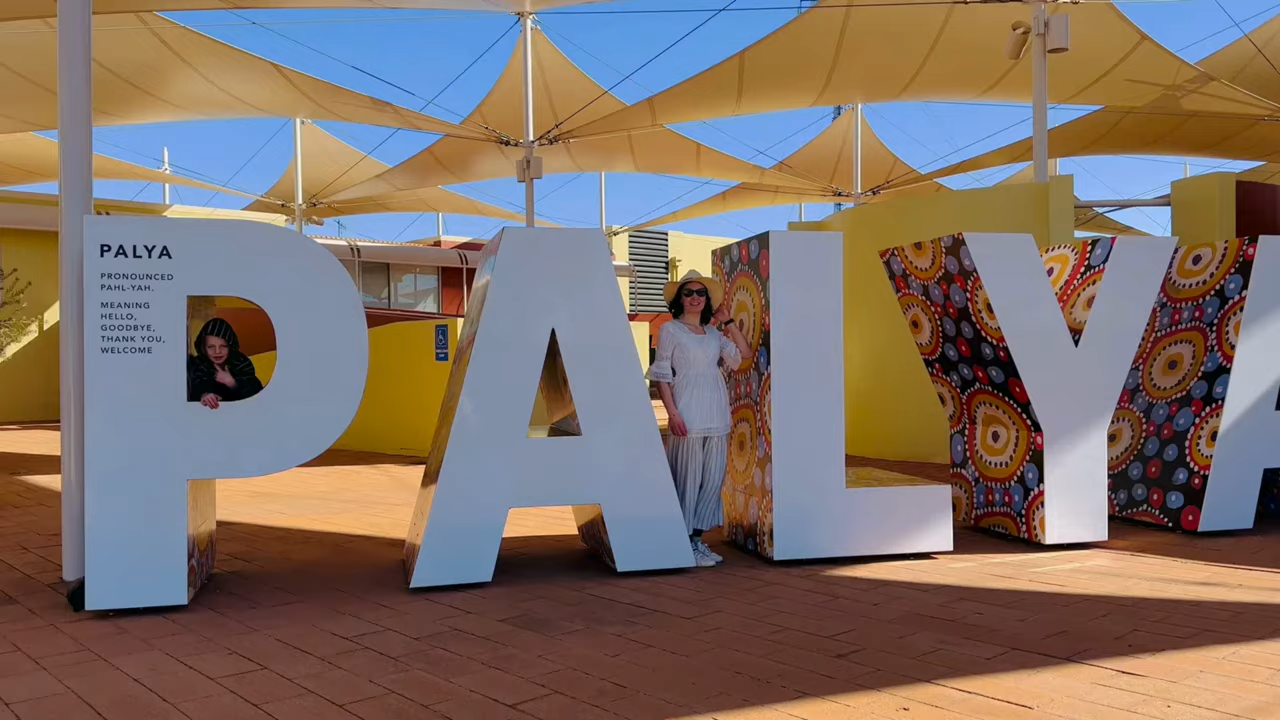 PALYA
PALYA
PRONOUNCED
PAHL-YAH.
MEANING
HELLO,
GOODBYE,
THANK YOU,
WELCOME